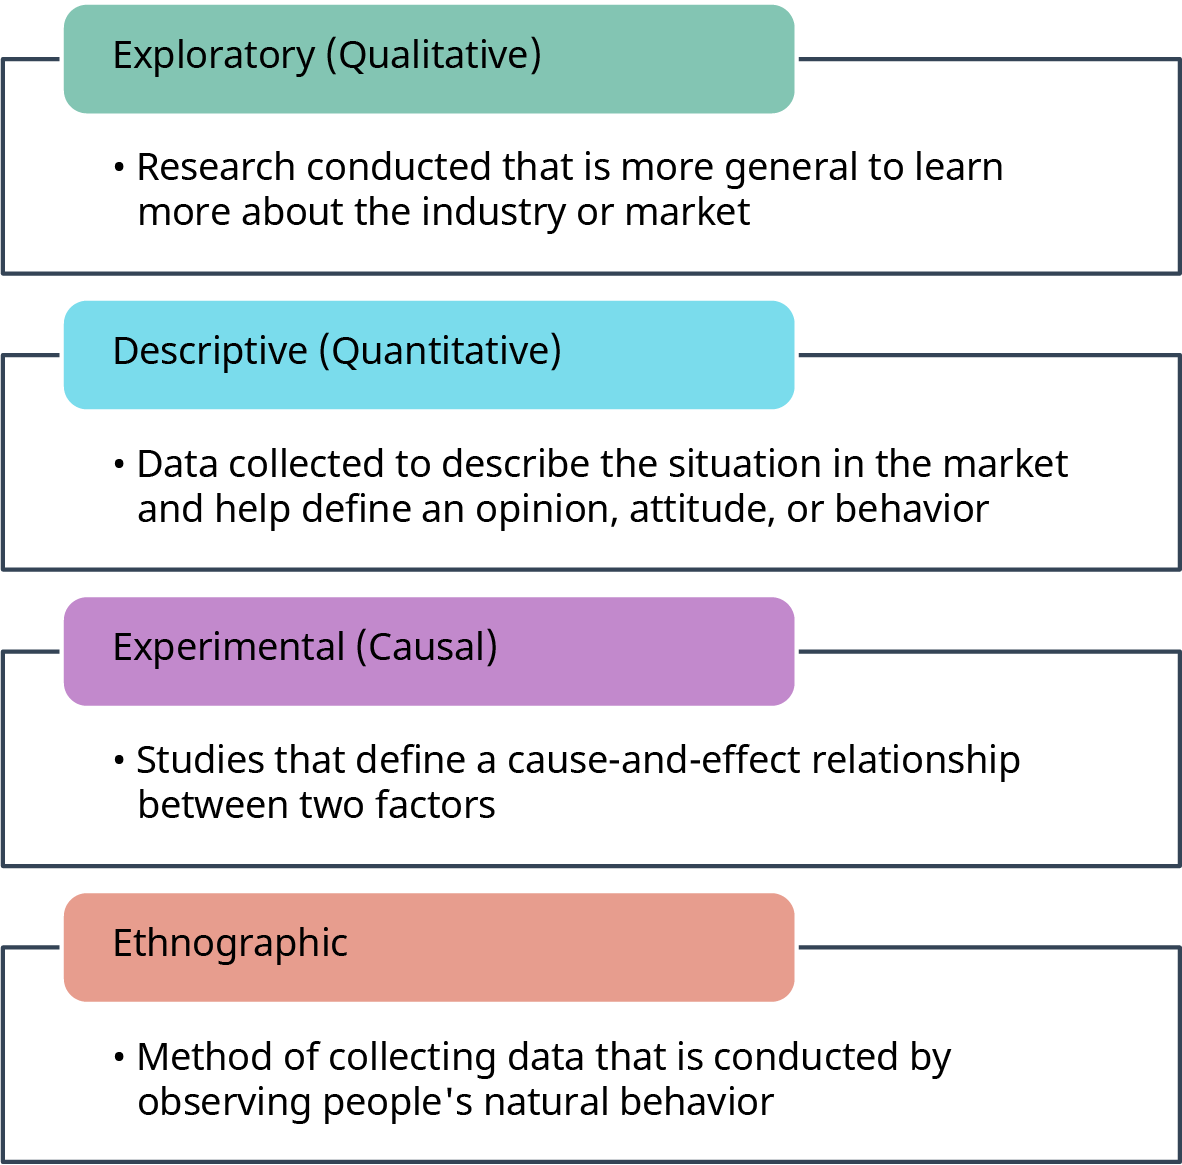 Exploratory (Qualitative)
• Research conducted that is more general to learn
more about the industry or market
Descriptive (Quantitative)
• Data collected to describe the situation in the market
and help define an opinion, attitude, or behavior
Experimental (Causal)
• Studies that define a cause-and-effect relationship
between two factors
Ethnographic
• Method of collecting data that is conducted by
observing people's natural behavior